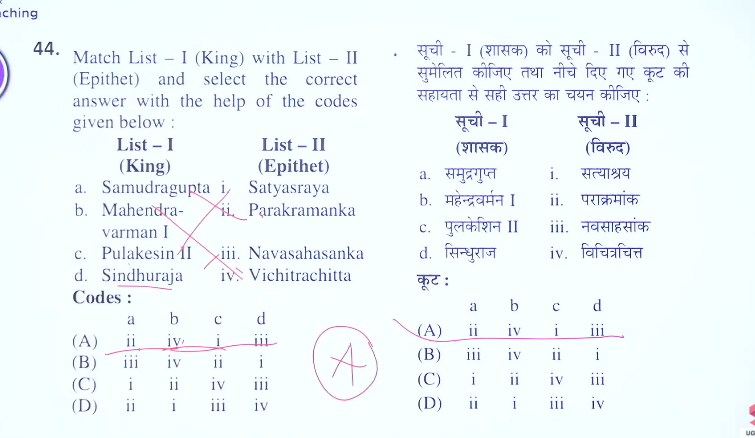 ching
44. Match List – I (King) with List – II
(Epithet) and select the correct
answer with the help of the codes
given below :
List – I List – II
(King) (Epithet)
a. Samudragupta i. Satyasraya
b. Mahendra- ii. Parakramanka
varman I
c. Pulakesin II iii. Navasahasanka
d. Sindhuraja iv. Vichitrachitta
Codes :
a b c d
(A) ii iv i iii
(B) iii iv ii i
(C) i ii iv iii
(D) ii i iii iv
A
सूची - I (शासक) को सूची - II (विरुद) से
सुमेलित कीजिए तथा नीचे दिए गए कूट की
सहायता से सही उत्तर का चयन कीजिए :
सूची – I सूची – II
(शासक) (विरुद)
a. समुद्रगुप्त i. सत्याश्रय
b. महेन्द्रवर्मन I ii. पराक्रमांक
c. पुलकेशिन II iii. नवसाहसांक
d. सिन्धुराज iv. विचित्रचित्त
कूट :
a b c d
(A) ii iv i iii
(B) iii iv ii i
(C) i ii iv iii
(D) ii i iii iv
UG